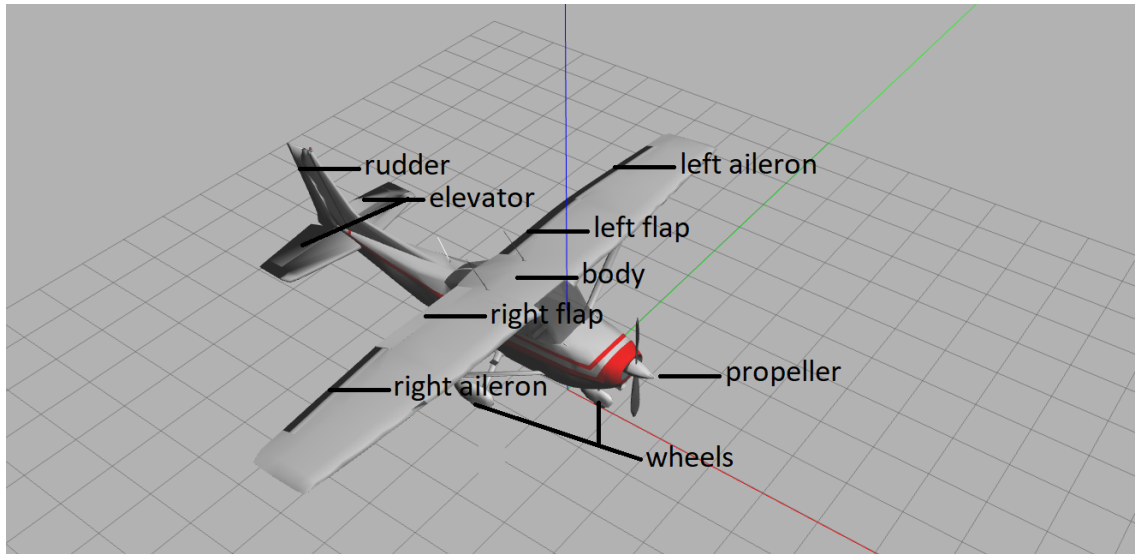 rudder
left aileron
elevator
left flap
body
right flap
propeller
right aileron
wheels